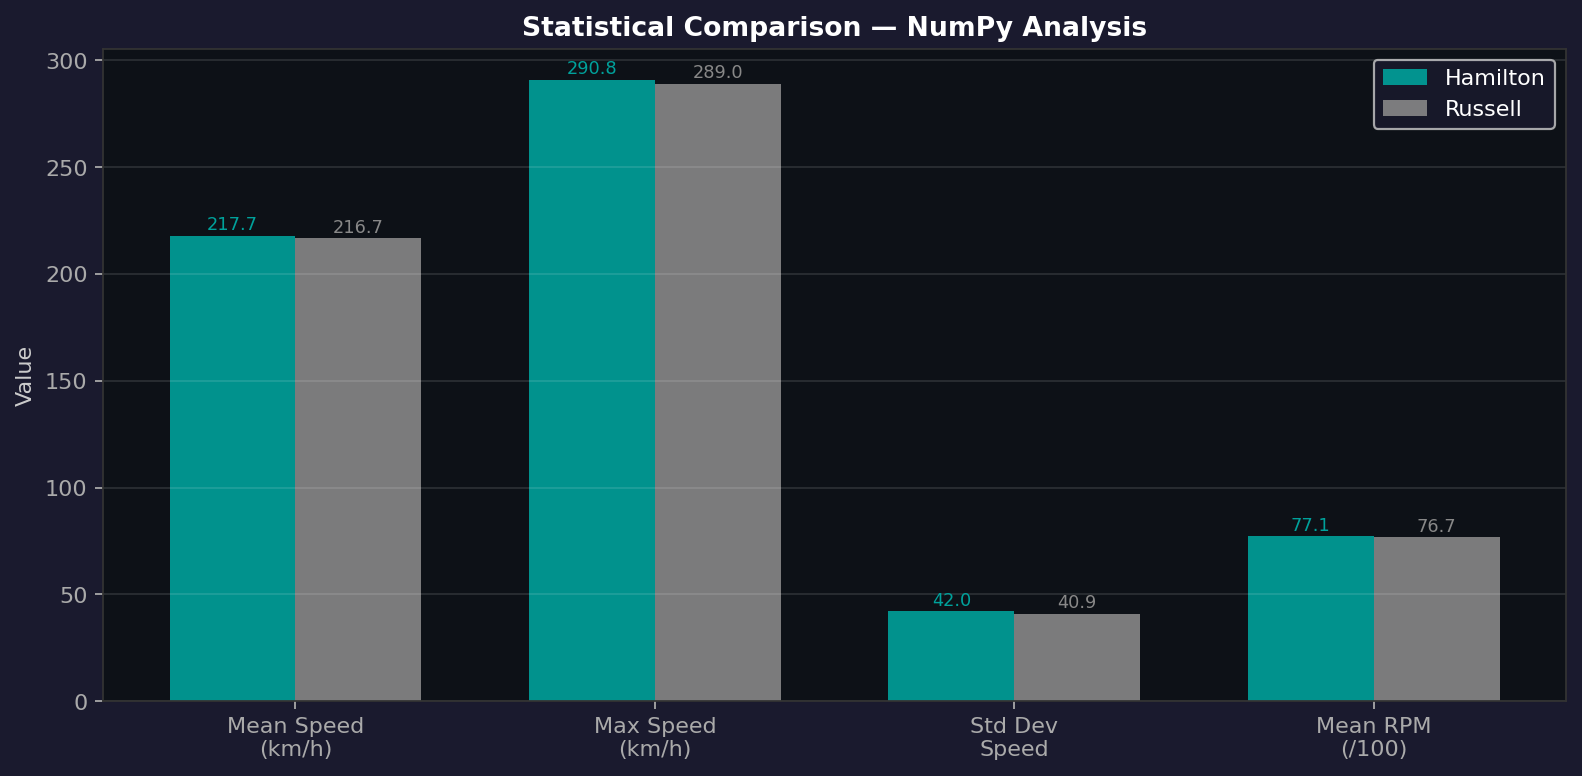 Statistical Comparison — NumPy Analysis
Hamilton
Russell
Value
300
250
200
150
100
50
0
217.7
216.7
290.8
289.0
42.0
40.9
77.1
76.7
Mean Speed
(km/h)
Max Speed
(km/h)
Std Dev
Speed
Mean RPM
(/100)